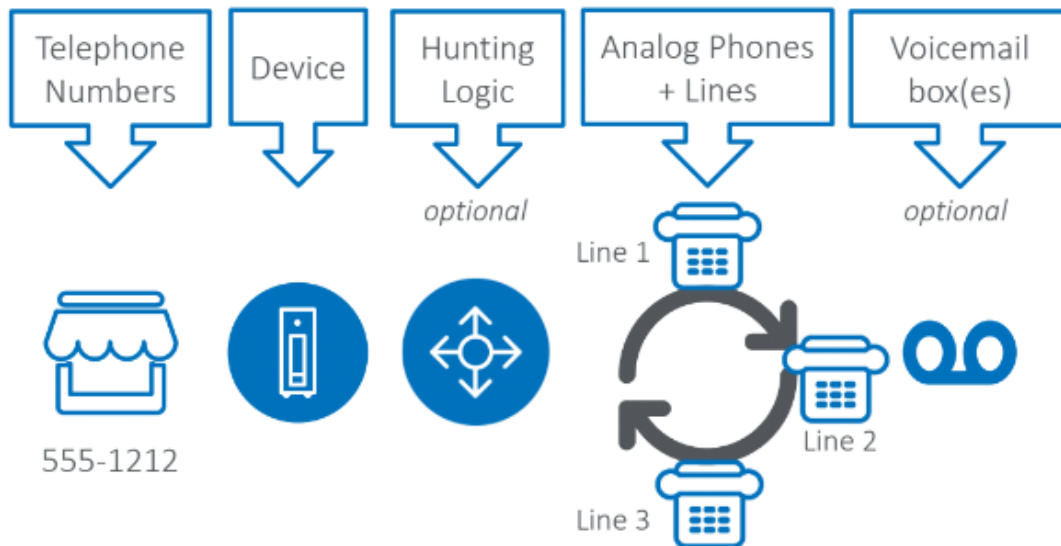 Telephone
Numbers
Device
Hunting
Logic
Analog Phones
+ Lines
Voicemail
box(es)
optional
optional
Line 1
Line 2
555-1212
Line 3